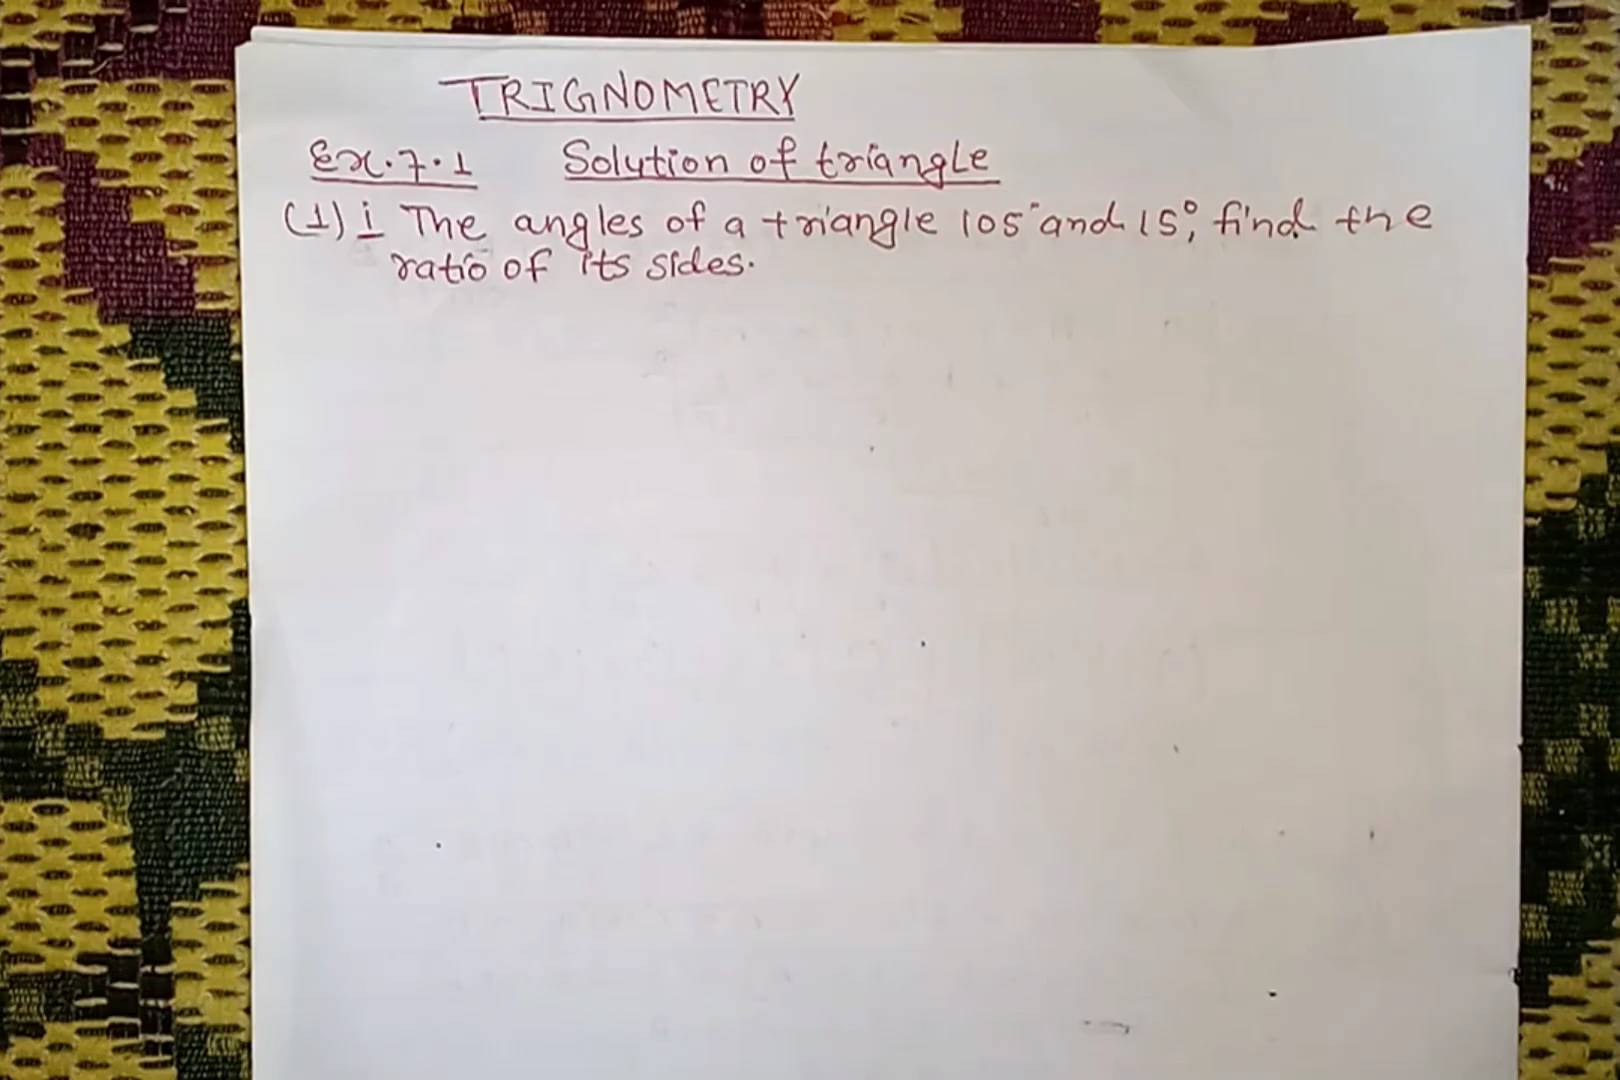 TRIGNOMETRY
Ex.7.1 Solution of triangle
(1) i The angles of a triangle 105° and 15°, find the
ratio of its sides.